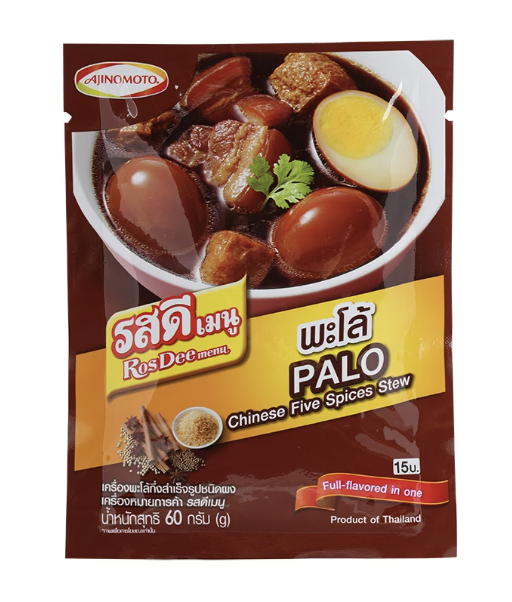 AJINOMOTO®
รสดีเมนู
พะโล้
RosDee menu®
PALO
Chinese Five Spices Stew
15บ.
Full-flavored in one
เครื่องพะโล้กึ่งสำเร็จรูปชนิดผง
เครื่องหมายการค้า รสดีเมนู
น้ำหนักสุทธิ 60 กรัม (g)
Product of Thailand